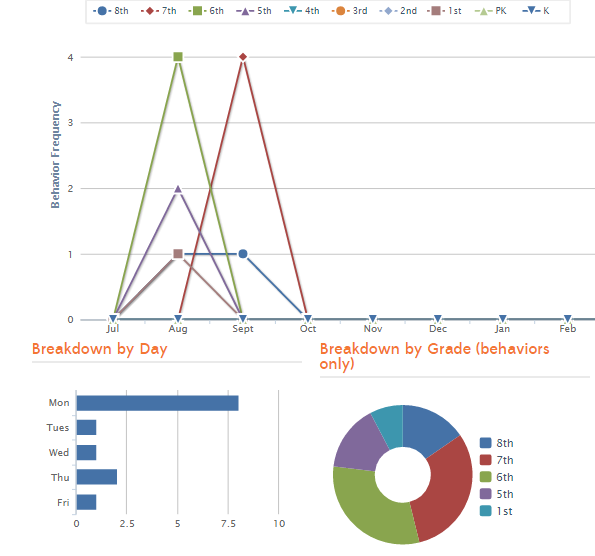 8th 7th 6th 5th 4th 3rd 2nd 1st PK K
4
3
2
1
0
Behavior Frequency
Jul Aug Sept Oct Nov Dec Jan Feb
Breakdown by Day
Mon
Tues
Wed
Thu
Fri
0 2.5 5 7.5 10
Breakdown by Grade (behaviors
only)
8th
7th
6th
5th
1st